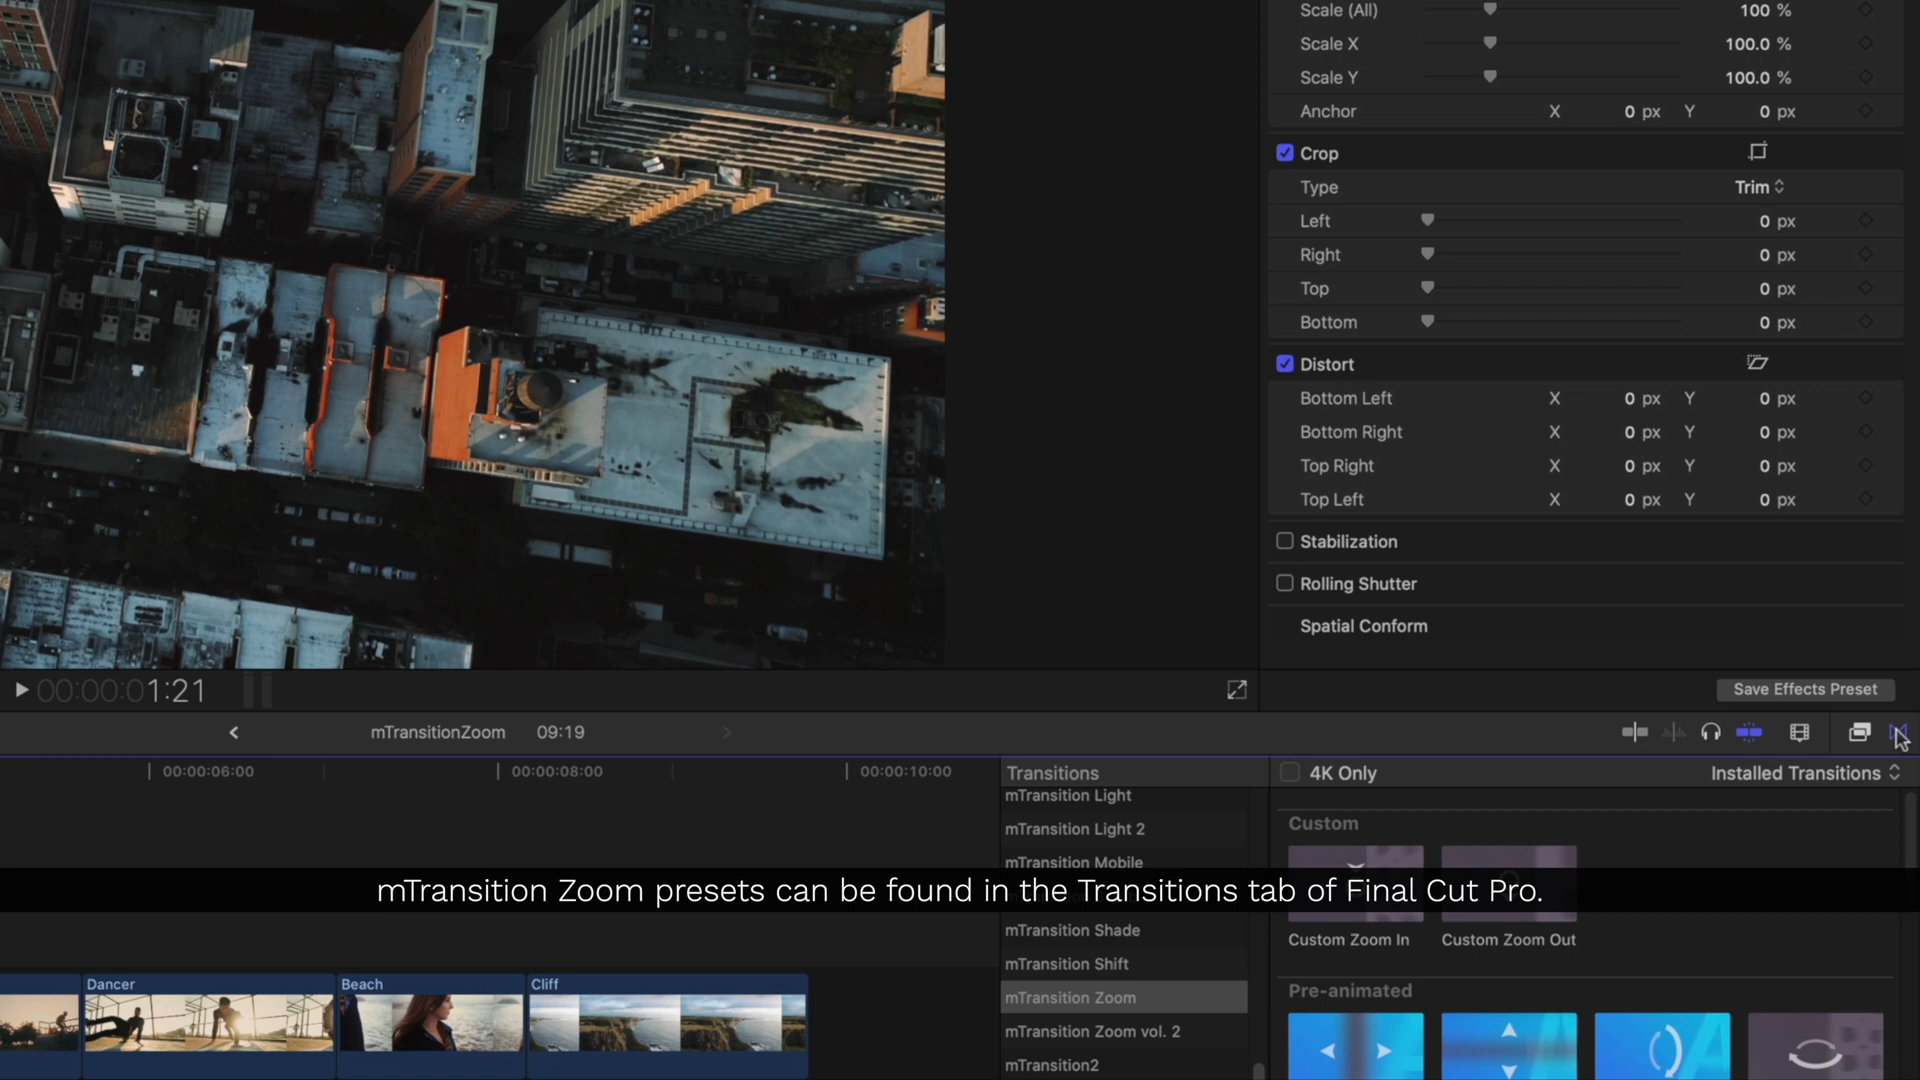 Scale (All) 100 %
Scale X 100.0 %
Scale Y 100.0 %
Anchor X 0 px Y 0 px
Crop
Type Trim
Left 0 px
Right 0 px
Top 0 px
Bottom 0 px
Distort
Bottom Left X 0 px Y 0 px
Bottom Right X 0 px Y 0 px
Top Right X 0 px Y 0 px
Top Left X 0 px Y 0 px
Stabilization
Rolling Shutter
Spatial Conform
00:00:01:21
Save Effects Preset
mTransitionZoom 09:19
00:00:06:00 00:00:08:00 00:00:10:00
Transitions
4K Only Installed Transitions
mTransition Light
mTransition Light 2
mTransition Mobile
mTransition Shade
mTransition Shift
mTransition Zoom
mTransition Zoom vol. 2
mTransition2
Custom
Custom Zoom In Custom Zoom Out
Pre-animated
mTransition Zoom presets can be found in the Transitions tab of Final Cut Pro.
Dancer Beach Cliff